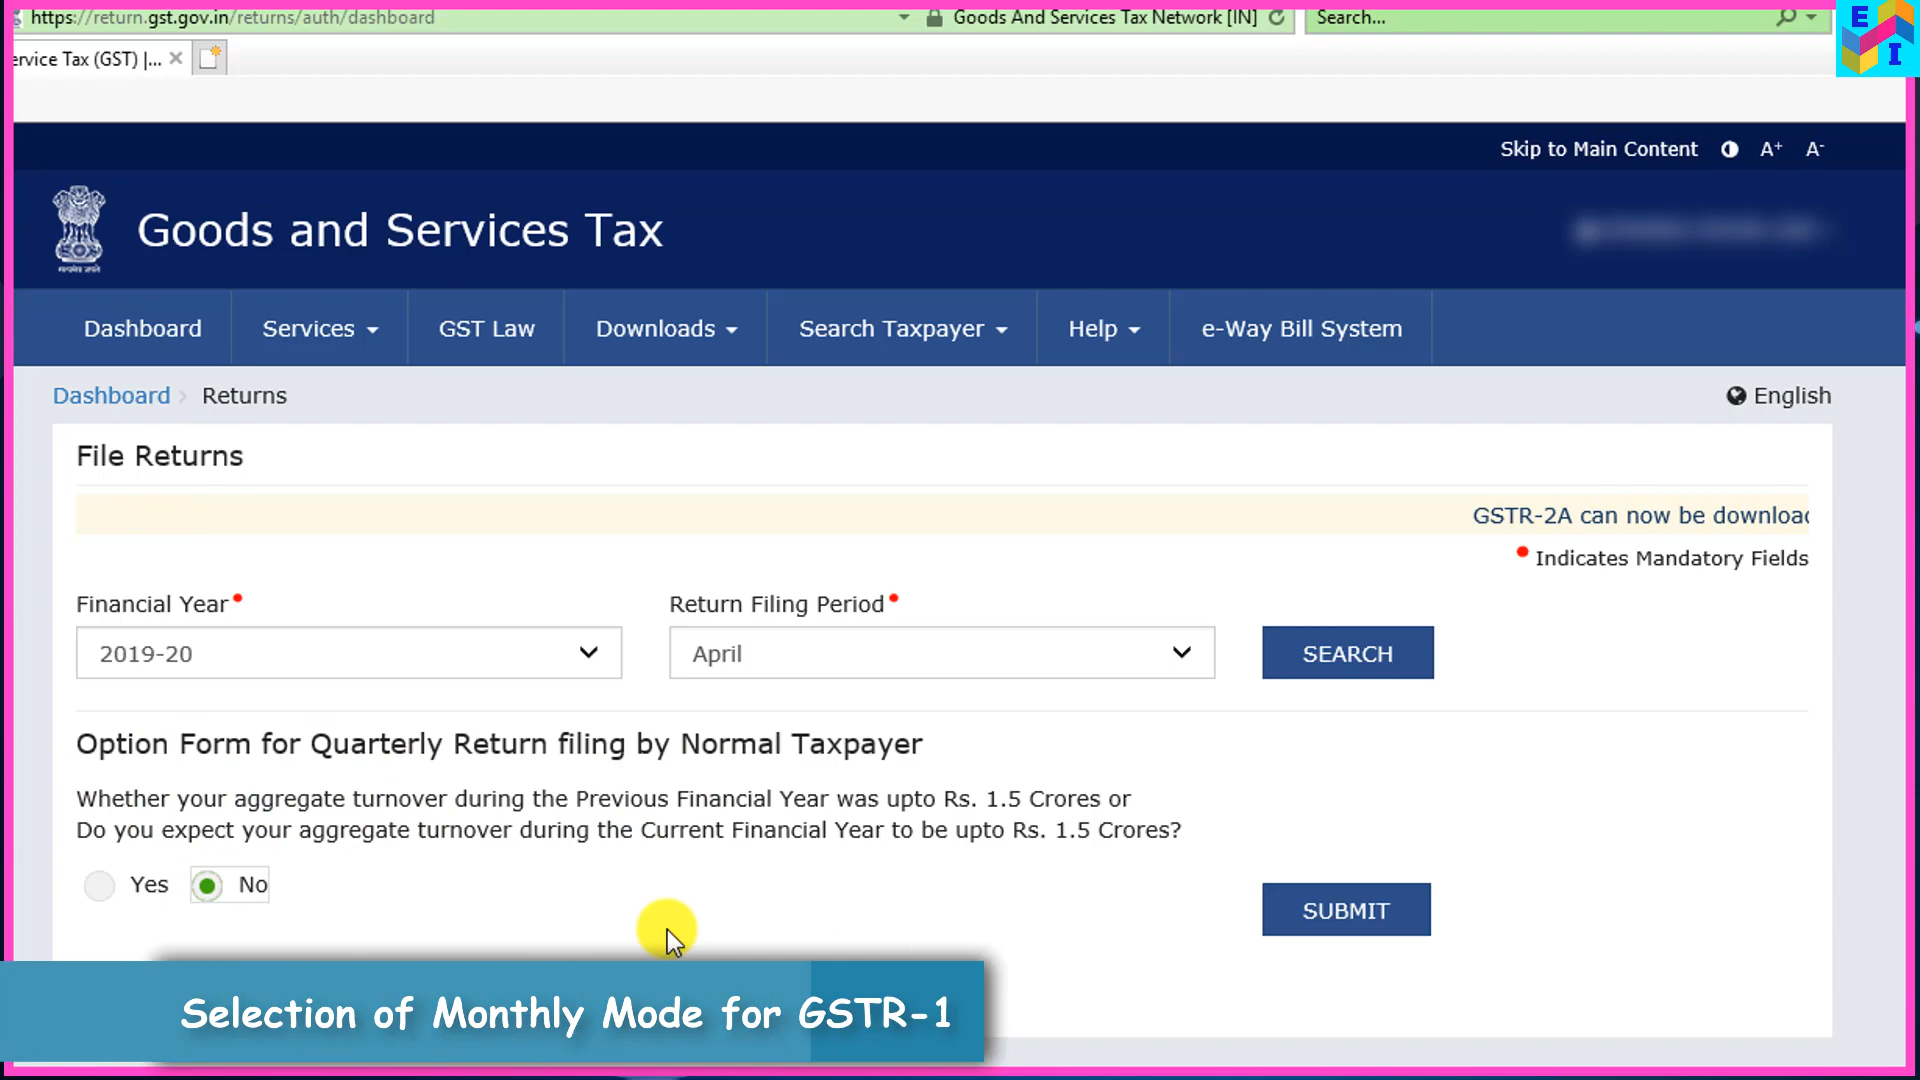 https://return.gst.gov.in/returns/auth/dashboard
Goods And Services Tax Network [IN]
Search...
E
I
ervice Tax (GST) |...
Skip to Main Content A+ A-
Goods and Services Tax
सत्यमेव जयते
Dashboard Services GST Law Downloads Search Taxpayer Help e-Way Bill System
Dashboard Returns
English
File Returns
GSTR-2A can now be downloa
Indicates Mandatory Fields
Financial Year
Return Filing Period
2019-20
April
SEARCH
Option Form for Quarterly Return filing by Normal Taxpayer
Whether your aggregate turnover during the Previous Financial Year was upto Rs. 1.5 Crores or
Do you expect your aggregate turnover during the Current Financial Year to be upto Rs. 1.5 Crores?
Yes No
SUBMIT
Selection of Monthly Mode for GSTR-1